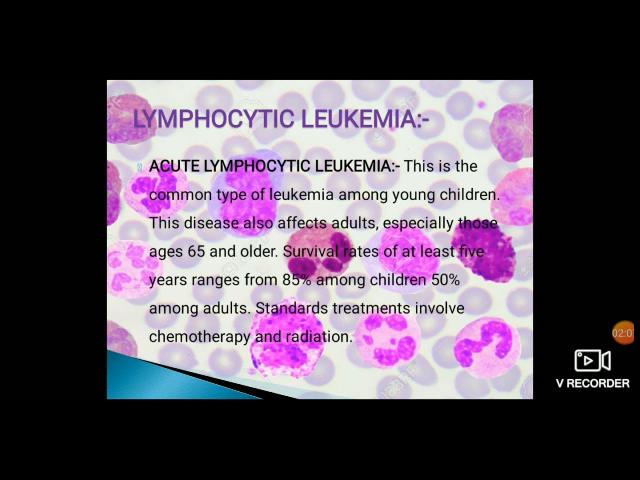 LYMPHOCYTIC LEUKEMIA:-
ACUTE LYMPHOCYTIC LEUKEMIA:- This is the
common type of leukemia among young children.
This disease also affects adults, especially those
ages 65 and older. Survival rates of at least five
years ranges from 85% among children 50%
among adults. Standards treatments involve
chemotherapy and radiation.
02:0
V RECORDER